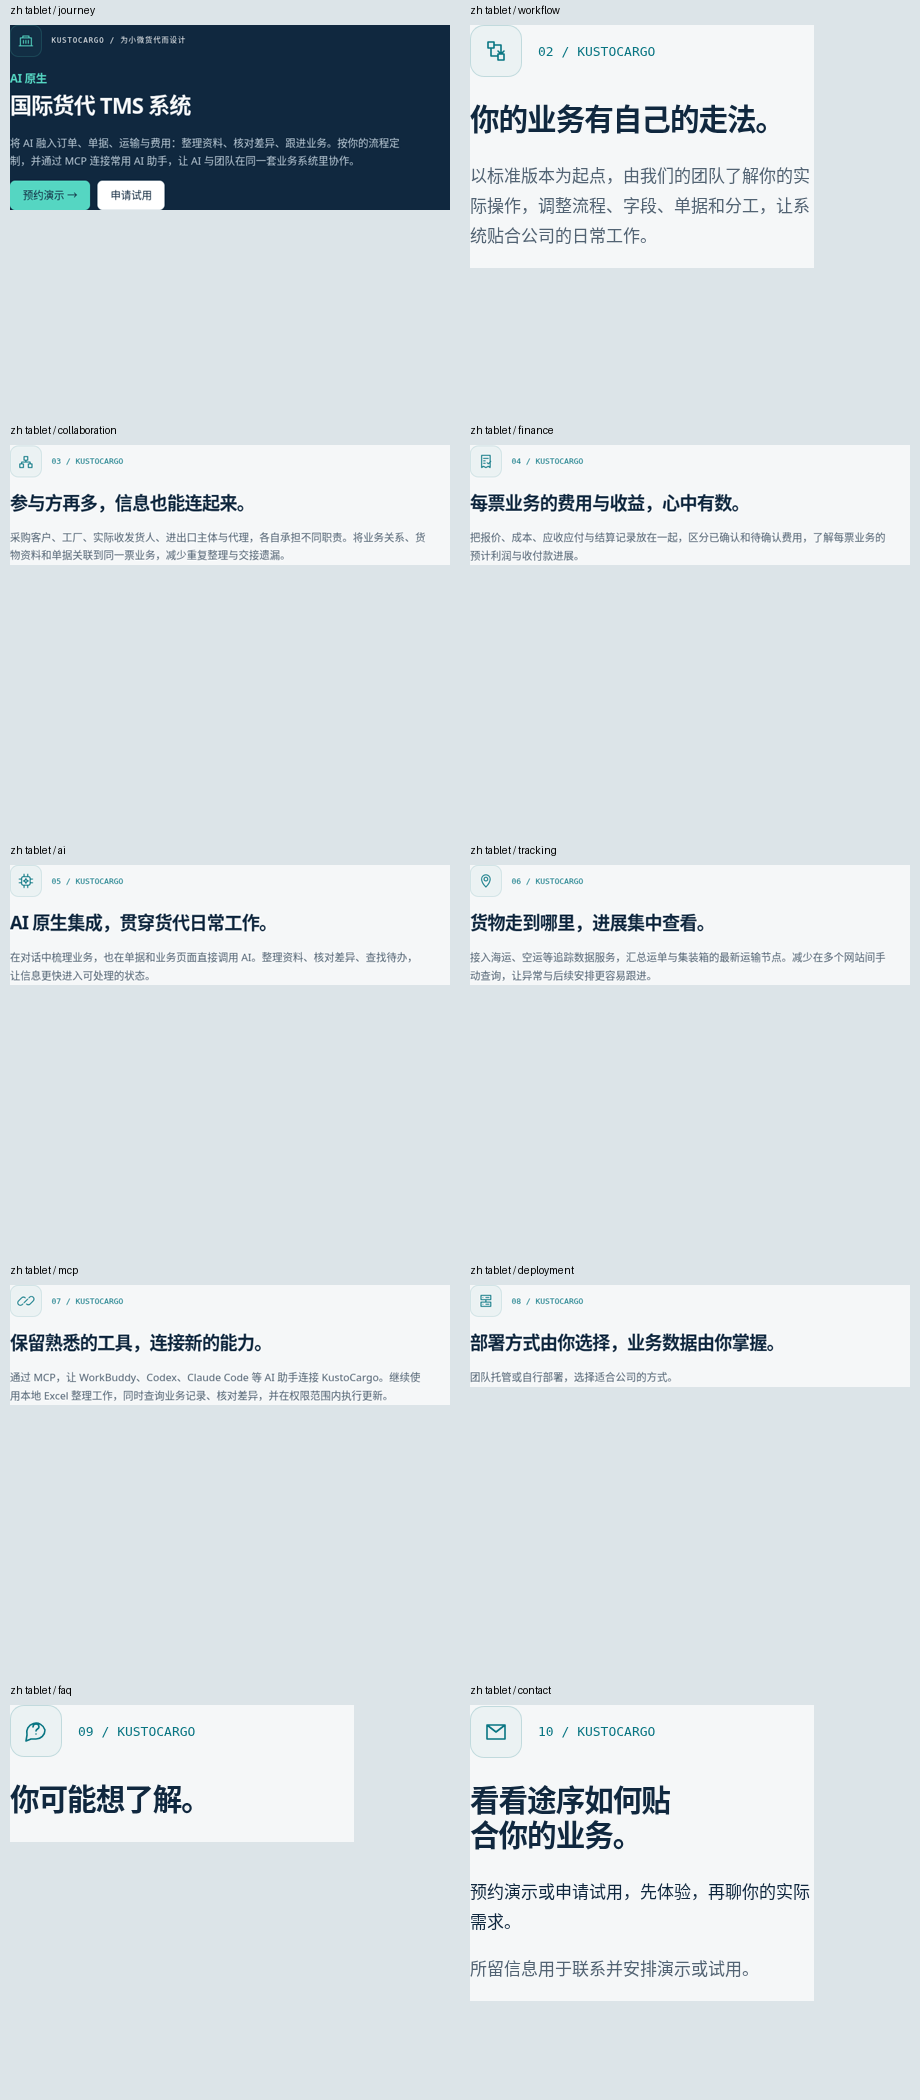 zh tablet / journey
KUSTOCARGO / 为小微货代而设计
AI 原生
国际货代 TMS 系统
将 AI 融入订单、单据、运输与费用：整理资料、核对差异、跟进业务。按你的流程定
制，并通过 MCP 连接常用 AI 助手，让 AI 与团队在同一套业务系统里协作。
预约演示 →
申请试用
zh tablet / workflow
02 / KUSTOCARGO
你的业务有自己的走法。
以标准版本为起点，由我们的团队了解你的实
际操作，调整流程、字段、单据和分工，让系
统贴合公司的日常工作。
zh tablet / collaboration
03 / KUSTOCARGO
参与方再多，信息也能连起来。
采购客户、工厂、实际收发货人、进出口主体与代理，各自承担不同职责。将业务关系、货
物资料和单据关联到同一票业务，减少重复整理与交接遗漏。
zh tablet / finance
04 / KUSTOCARGO
每票业务的费用与收益，心中有数。
把报价、成本、应收应付与结算记录放在一起，区分已确认和待确认费用，了解每票业务的
预计利润与收付款进展。
zh tablet / ai
05 / KUSTOCARGO
AI 原生集成，贯穿货代日常工作。
在对话中梳理业务，也在单据和业务页面直接调用 AI。整理资料、核对差异、查找待办，
让信息更快进入可处理的状态。
zh tablet / tracking
06 / KUSTOCARGO
货物走到哪里，进展集中查看。
接入海运、空运等追踪数据服务，汇总运单与集装箱的最新运输节点。减少在多个网站间手
动查询，让异常与后续安排更容易跟进。
zh tablet / mcp
07 / KUSTOCARGO
保留熟悉的工具，连接新的能力。
通过 MCP，让 WorkBuddy、Codex、Claude Code 等 AI 助手连接 KustoCargo。继续使
用本地 Excel 整理工作，同时查询业务记录、核对差异，并在权限范围内执行更新。
zh tablet / deployment
08 / KUSTOCARGO
部署方式由你选择，业务数据由你掌握。
团队托管或自行部署，选择适合公司的方式。
zh tablet / faq
09 / KUSTOCARGO
你可能想了解。
zh tablet / contact
10 / KUSTOCARGO
看看途序如何贴
合你的业务。
预约演示或申请试用，先体验，再聊你的实际
需求。
所留信息用于联系并安排演示或试用。